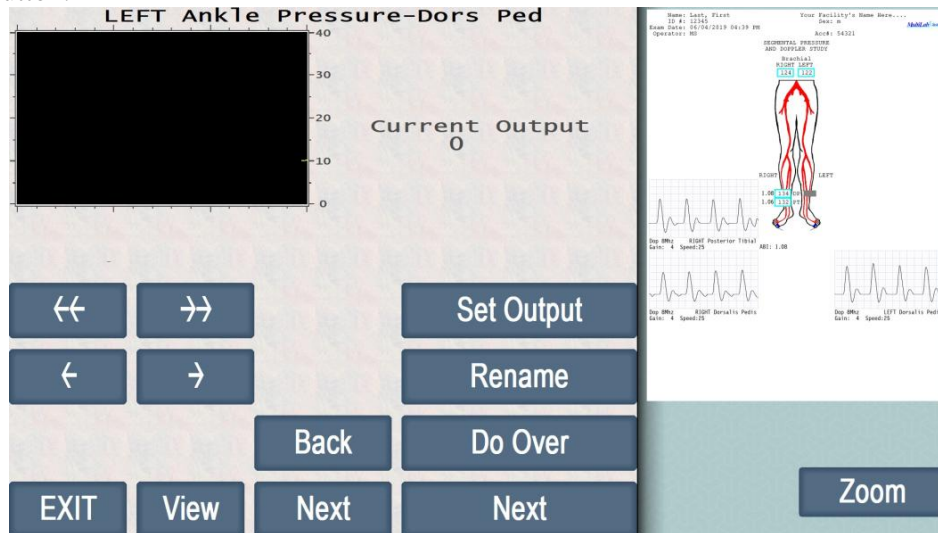 LEFT Ankle Pressure-Dors Ped
40
30
20
10
0
Current Output
0
<< >> Set Output
< > Rename
Back Do Over
EXIT View Next Next
Name: Last, First Your Facility's Name Here....
ID #: 12345
Exam Date: 06/04/2019 04:39 PM
Operator: MO Acc#: 54321
SEGMENTAL PRESSURE
AND DOPPLER STUDY
Brachial
RIGHT LEFT
124 122
RIGHT LEFT
1.08 134 DP
1.06 132 PT
Dop 8Mhz RIGHT Posterior Tibial
Gain: 4 Speed:25
ABI: 1.08
Dop 8Mhz RIGHT Dorsalis Pedis
Gain: 4 Speed:25
Dop 8Mhz LEFT Dorsalis Pedis
Gain: 4 Speed:25
Zoom